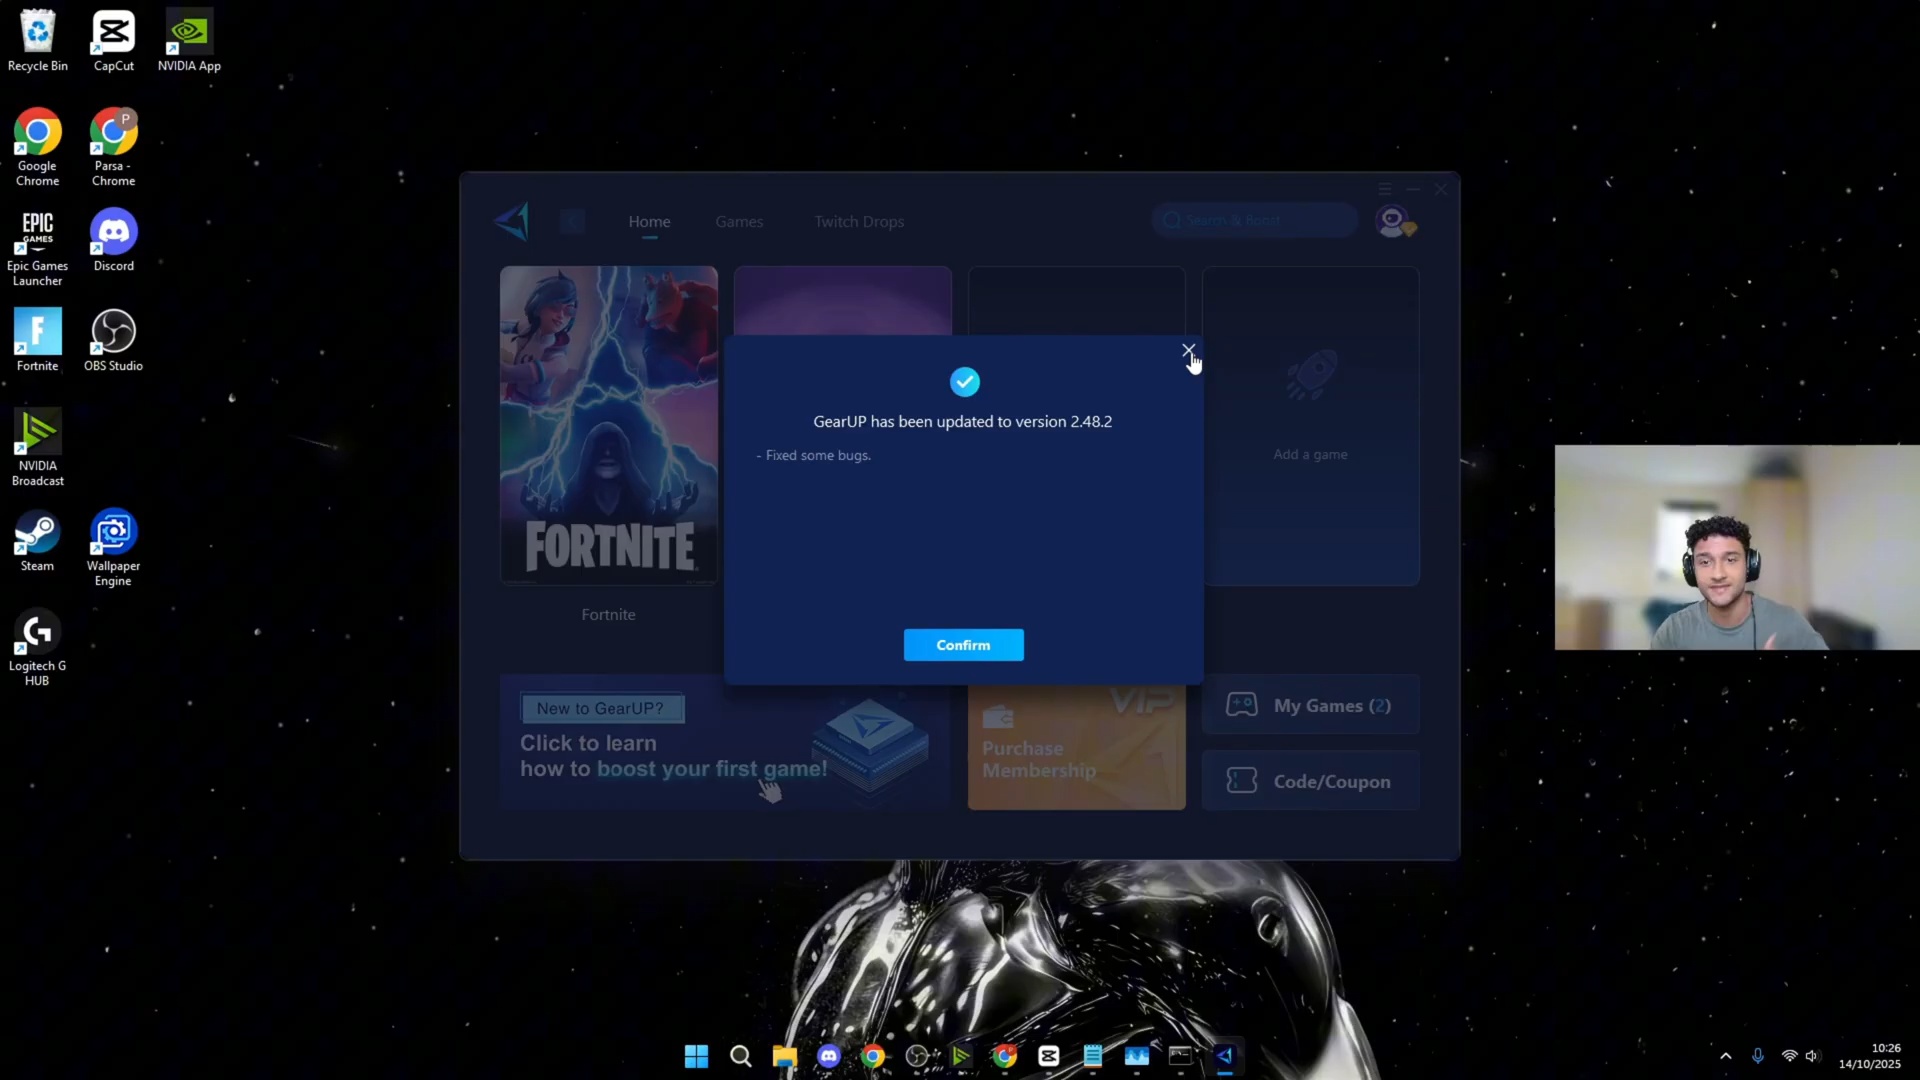 Recycle Bin
CapCut
NVIDIA App
Google
Chrome
P
Parsa -
Chrome
EPIC
GAMES
Epic Games
Launcher
Discord
F
Fortnite
OBS Studio
NVIDIA
Broadcast
Steam
Wallpaper
Engine
Logitech G
HUB
Home
Games
Twitch Drops
Search & Boost
FORTNITE
Fortnite
GearUP has been updated to version 2.48.2
- Fixed some bugs.
Confirm
Add a game
New to GearUP?
Click to learn
how to boost your first game!
VIP
Purchase
Membership
My Games (2)
Code/Coupon
10:26
14/10/2025